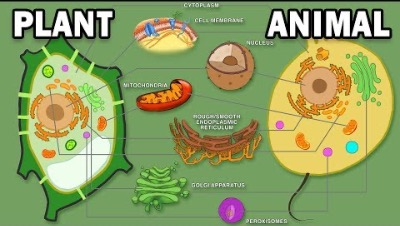 CYTOPLASM
PLANT
CELL MEMBRANE
ANIMAL
NUCLEUS
MITOCHONDRIA
ROUGH/SMOOTH
ENDOPLASMIC
RETICULUM
GOLGI APPARATUS
PEROXISOMES